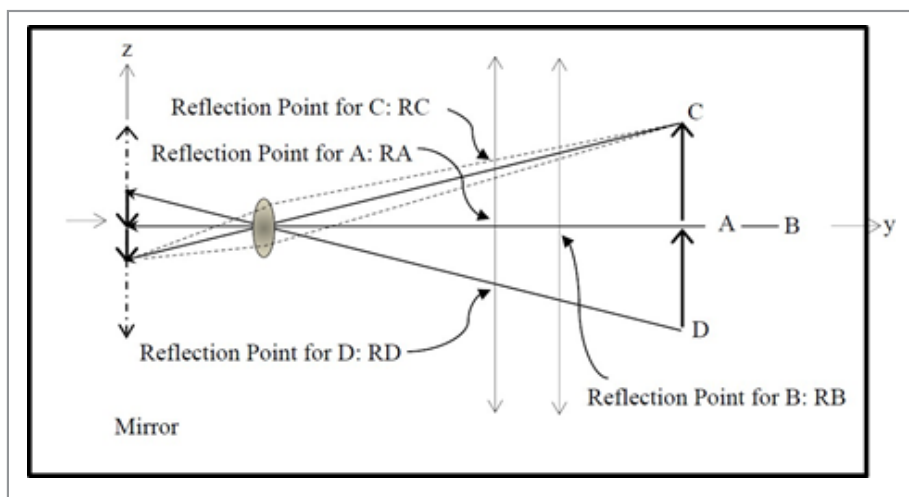 z
Reflection Point for C: RC
C
Reflection Point for A: RA
A
B
y
D
Reflection Point for D: RD
Reflection Point for B: RB
Mirror